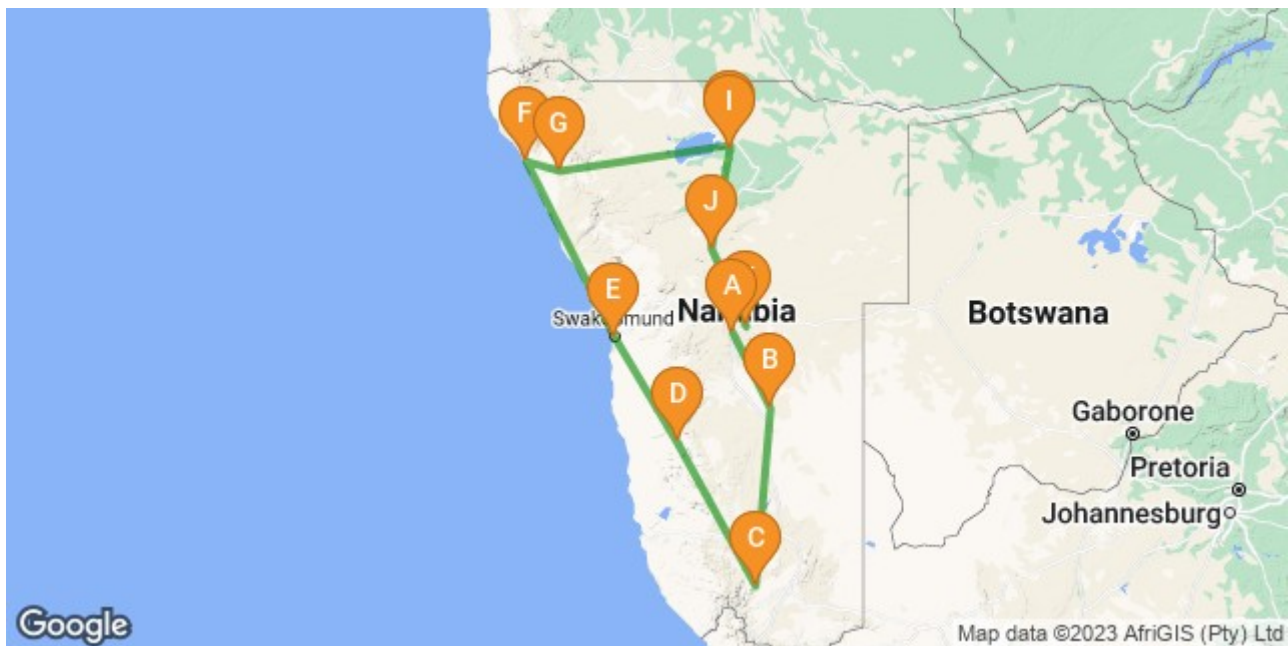 F
G
I
J
E
A
Swakopmund
Namibia
Botswana
B
D
Gaborone
Pretoria
Johannesburg
C
Google
Map data ©2023 AfriGIS (Pty) Ltd